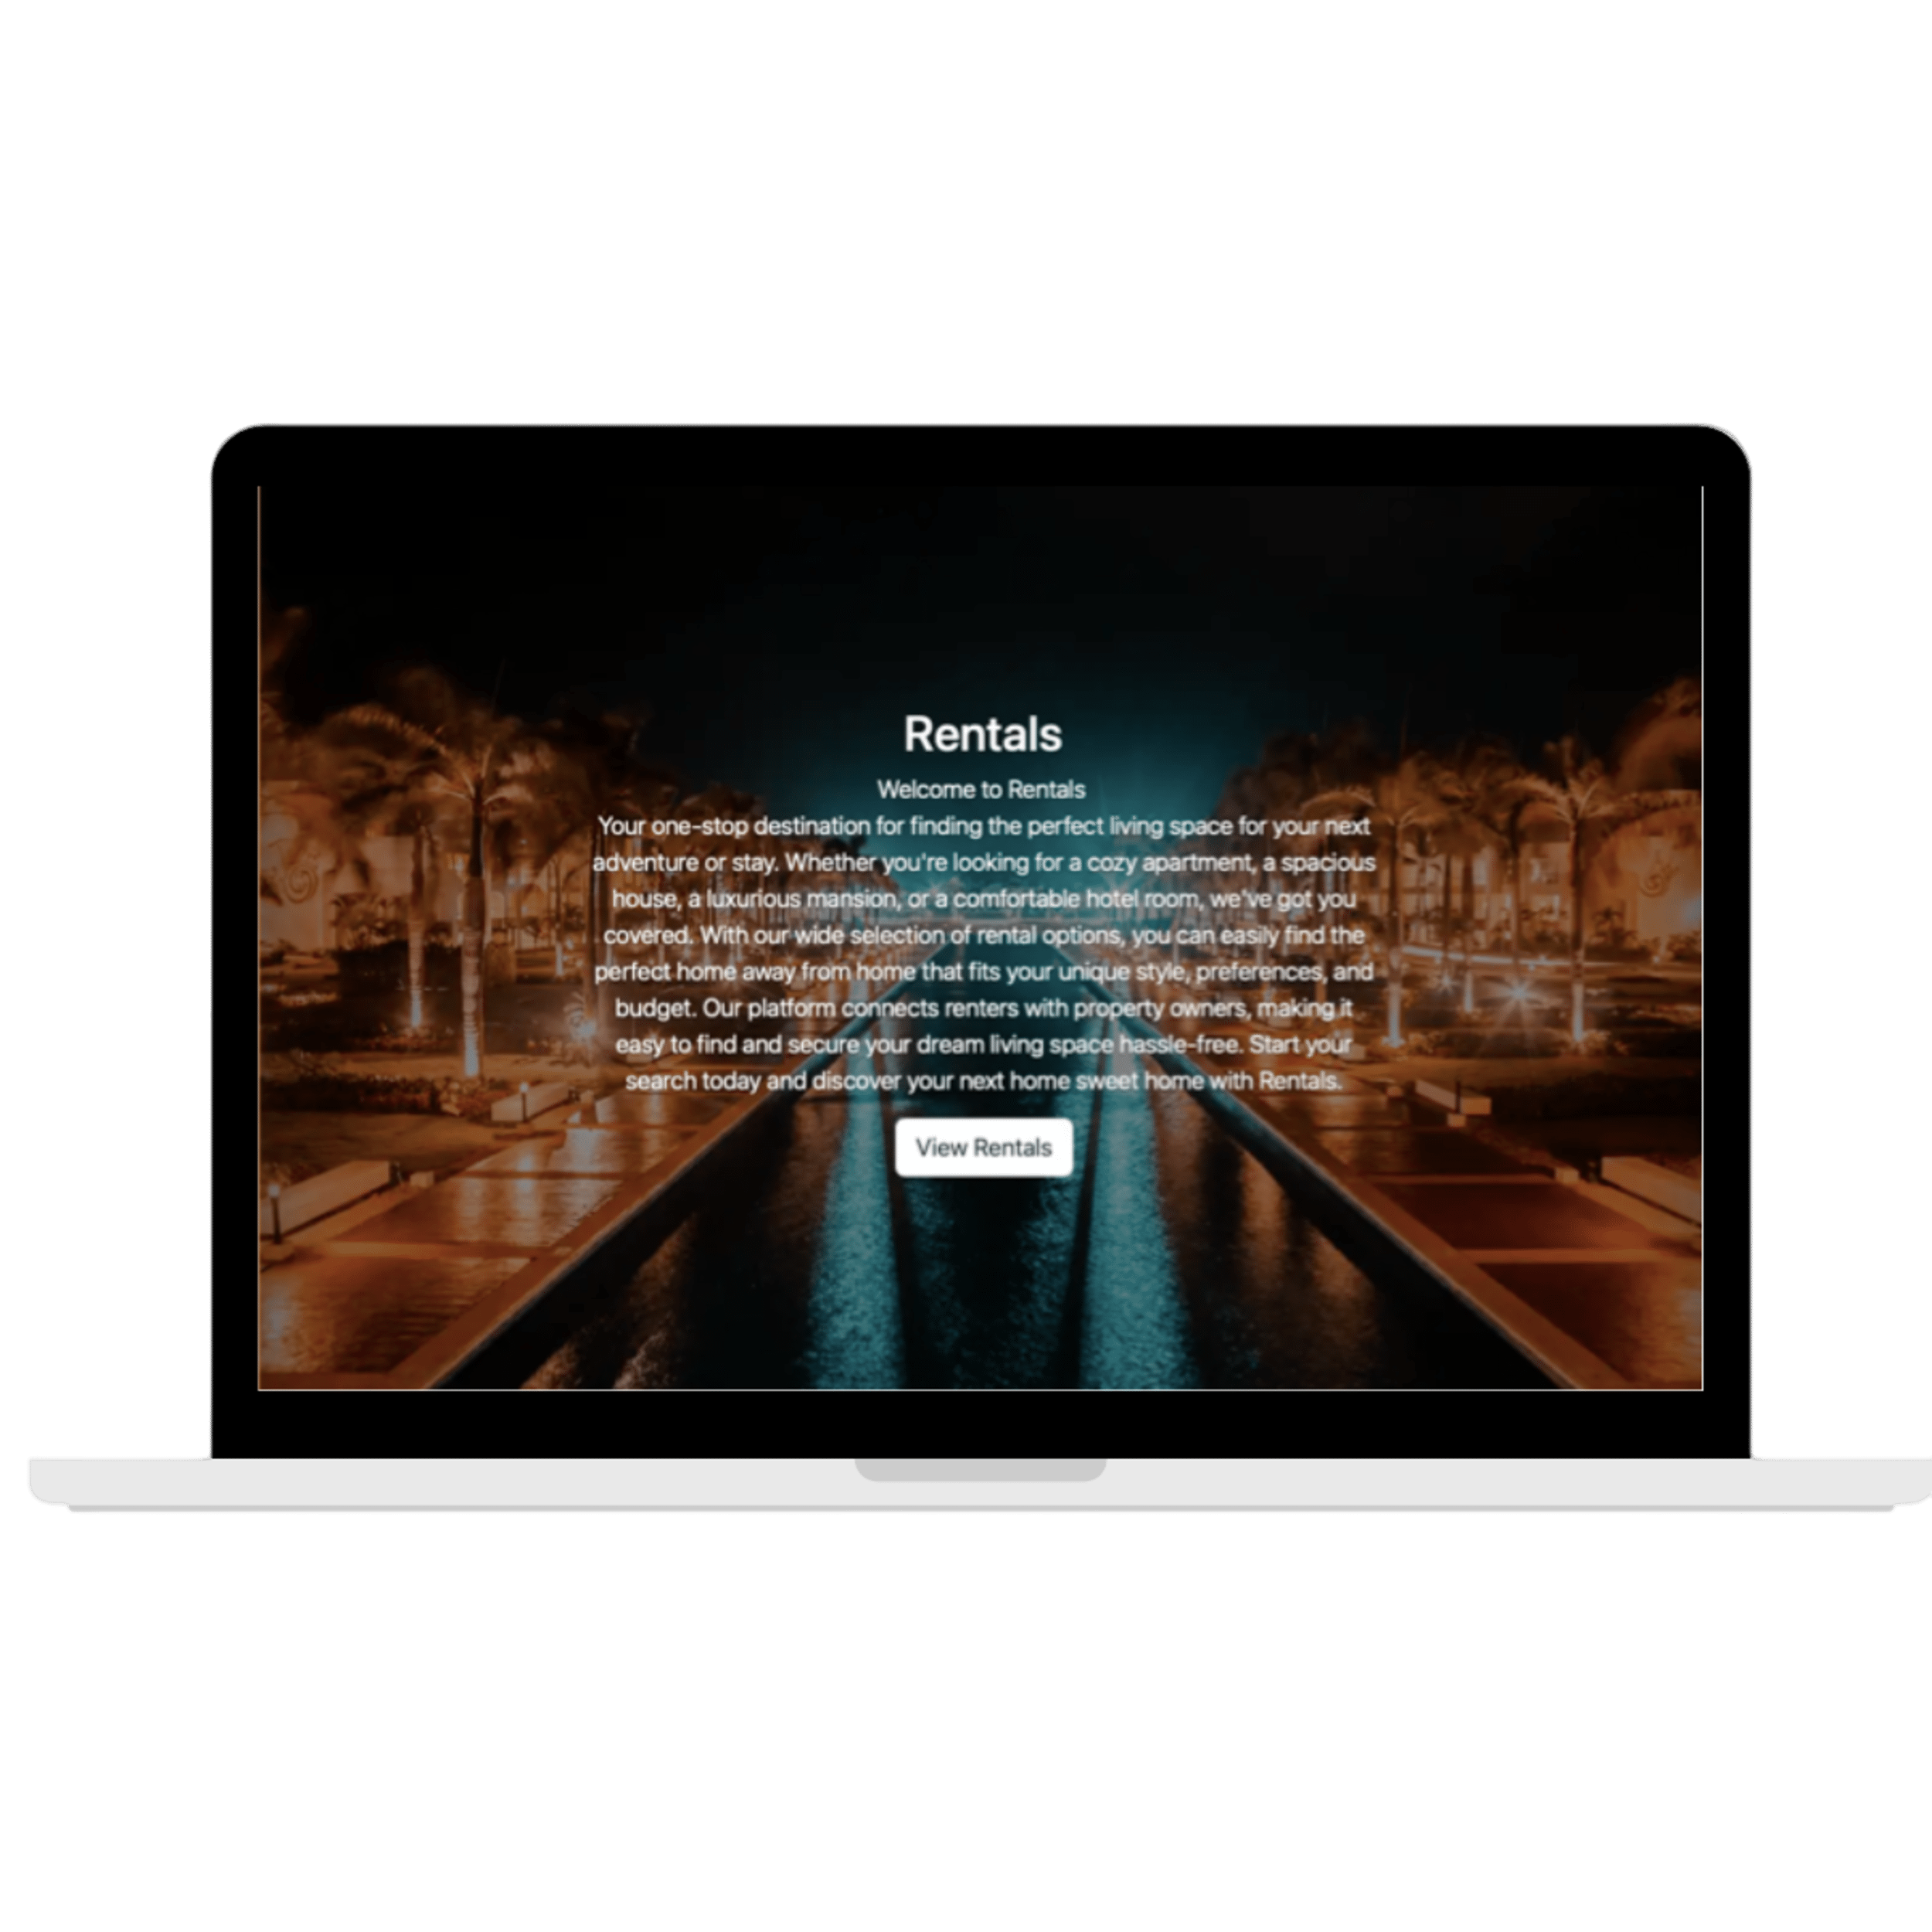 Rentals
Welcome to Rentals
Your one-stop destination for finding the perfect living space for your next
adventure or stay. Whether you're looking for a cozy apartment, a spacious
house, a luxurious mansion, or a comfortable hotel room, we've got you
covered. With our wide selection of rental options, you can easily find the
perfect home away from home that fits your unique style, preferences, and
budget. Our platform connects renters with property owners, making it
easy to find and secure your dream living space hassle-free. Start your
search today and discover your next home sweet home with Rentals.
View Rentals